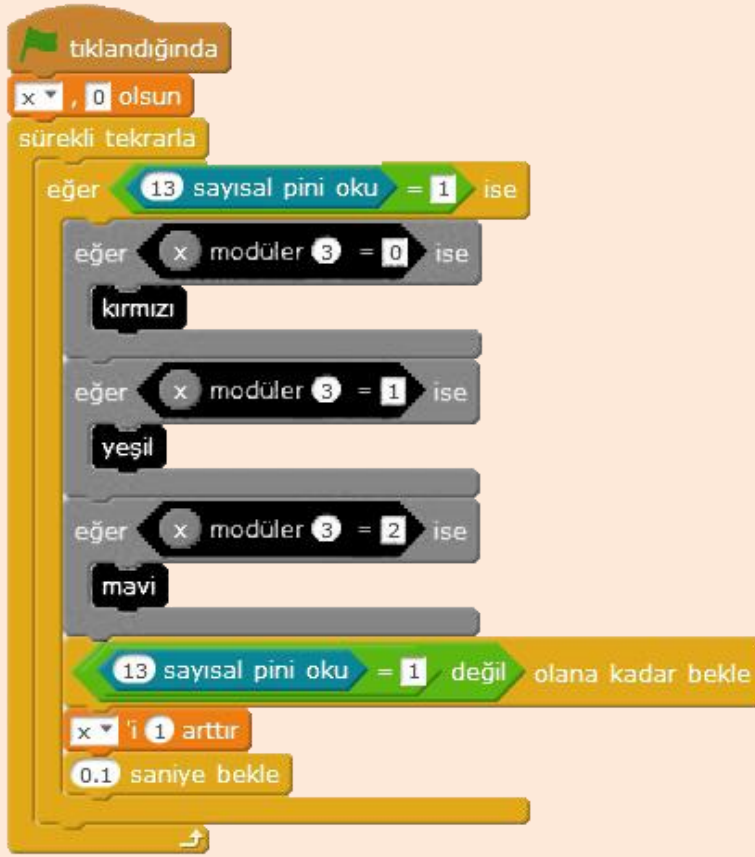 tıklandığında
x , 0 olsun
sürekli tekrarla
eğer 13 sayısal pini oku = 1 ise
eğer x modüler 3 = 0 ise
kırmızı
eğer x modüler 3 = 1 ise
yeşil
eğer x modüler 3 = 2 ise
mavi
13 sayısal pini oku = 1 değil olana kadar bekle
x 'i 1 arttır
0.1 saniye bekle